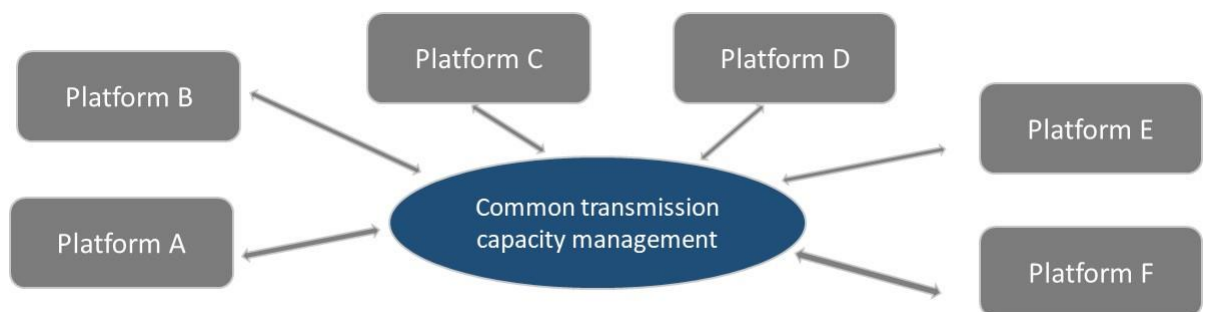 Platform C
Platform D
Platform B
Platform E
Common transmission
capacity management
Platform A
Platform F